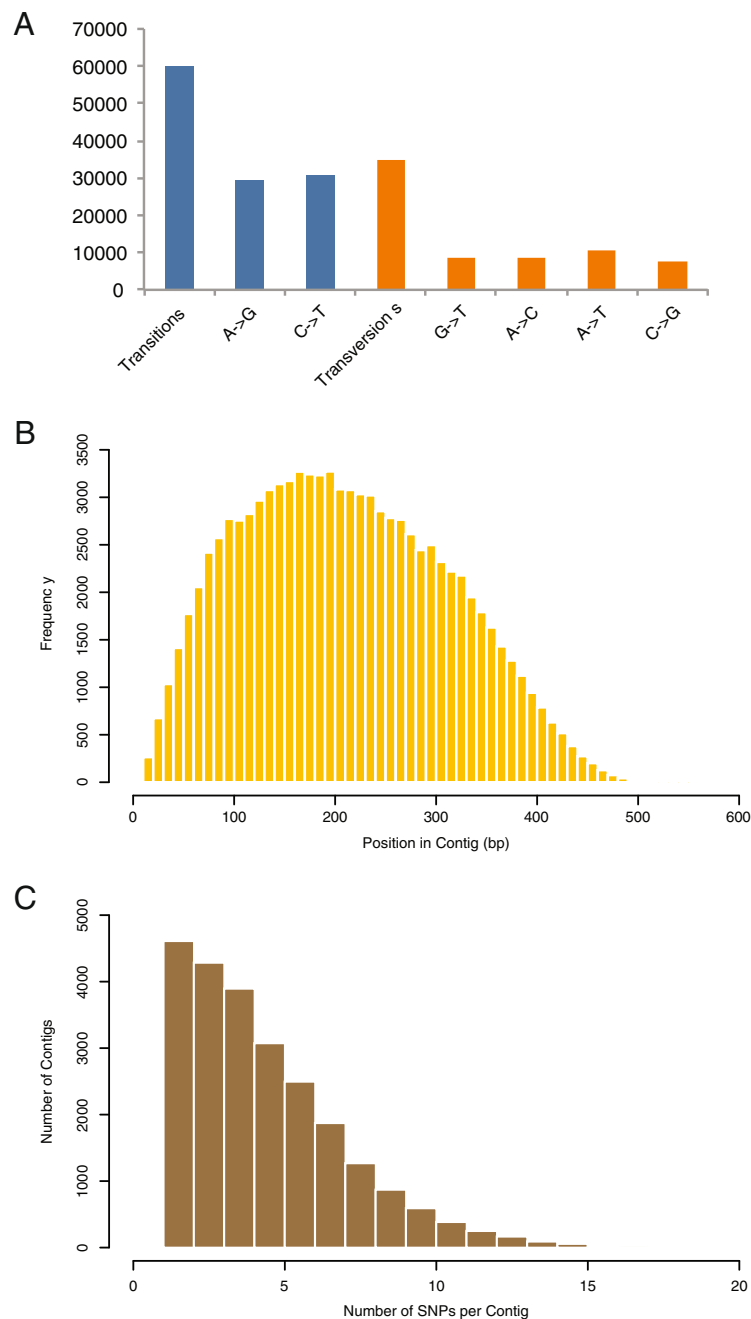 A
70000
60000
50000
40000
30000
20000
10000
0
Transitions
A->G
C->T
Transversion s
G->T
A->C
A->T
C->G
B
3500
3000
2500
2000
1500
1000
500
0
Frequenc y
0 100 200 300 400 500 600
Position in Contig (bp)
C
5000
4000
3000
2000
1000
0
Number of Contigs
0 5 10 15 20
Number of SNPs per Contig